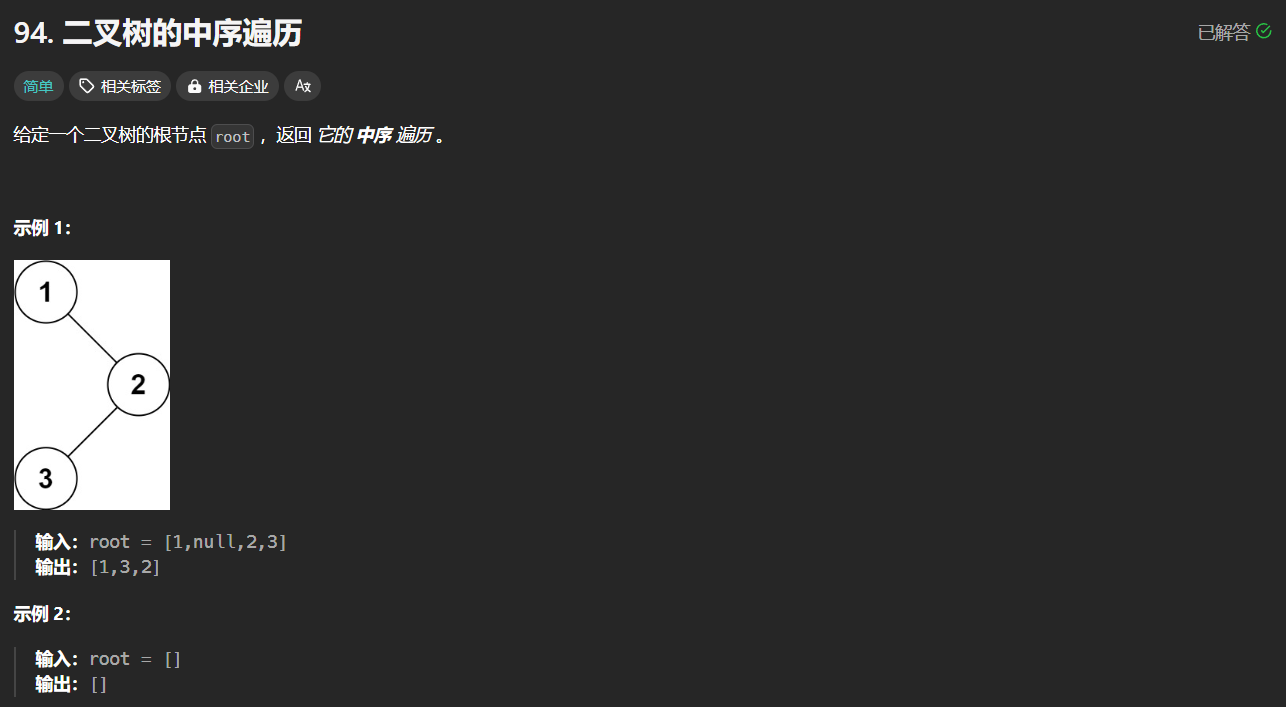 94. 二叉树的中序遍历
已解答
简单 相关标签 相关企业 Aあ
给定一个二叉树的根节点 root ，返回 它的 中序 遍历 。
示例 1：
1
2
3
输入：root = [1,null,2,3]
输出：[1,3,2]
示例 2：
输入：root = []
输出：[]